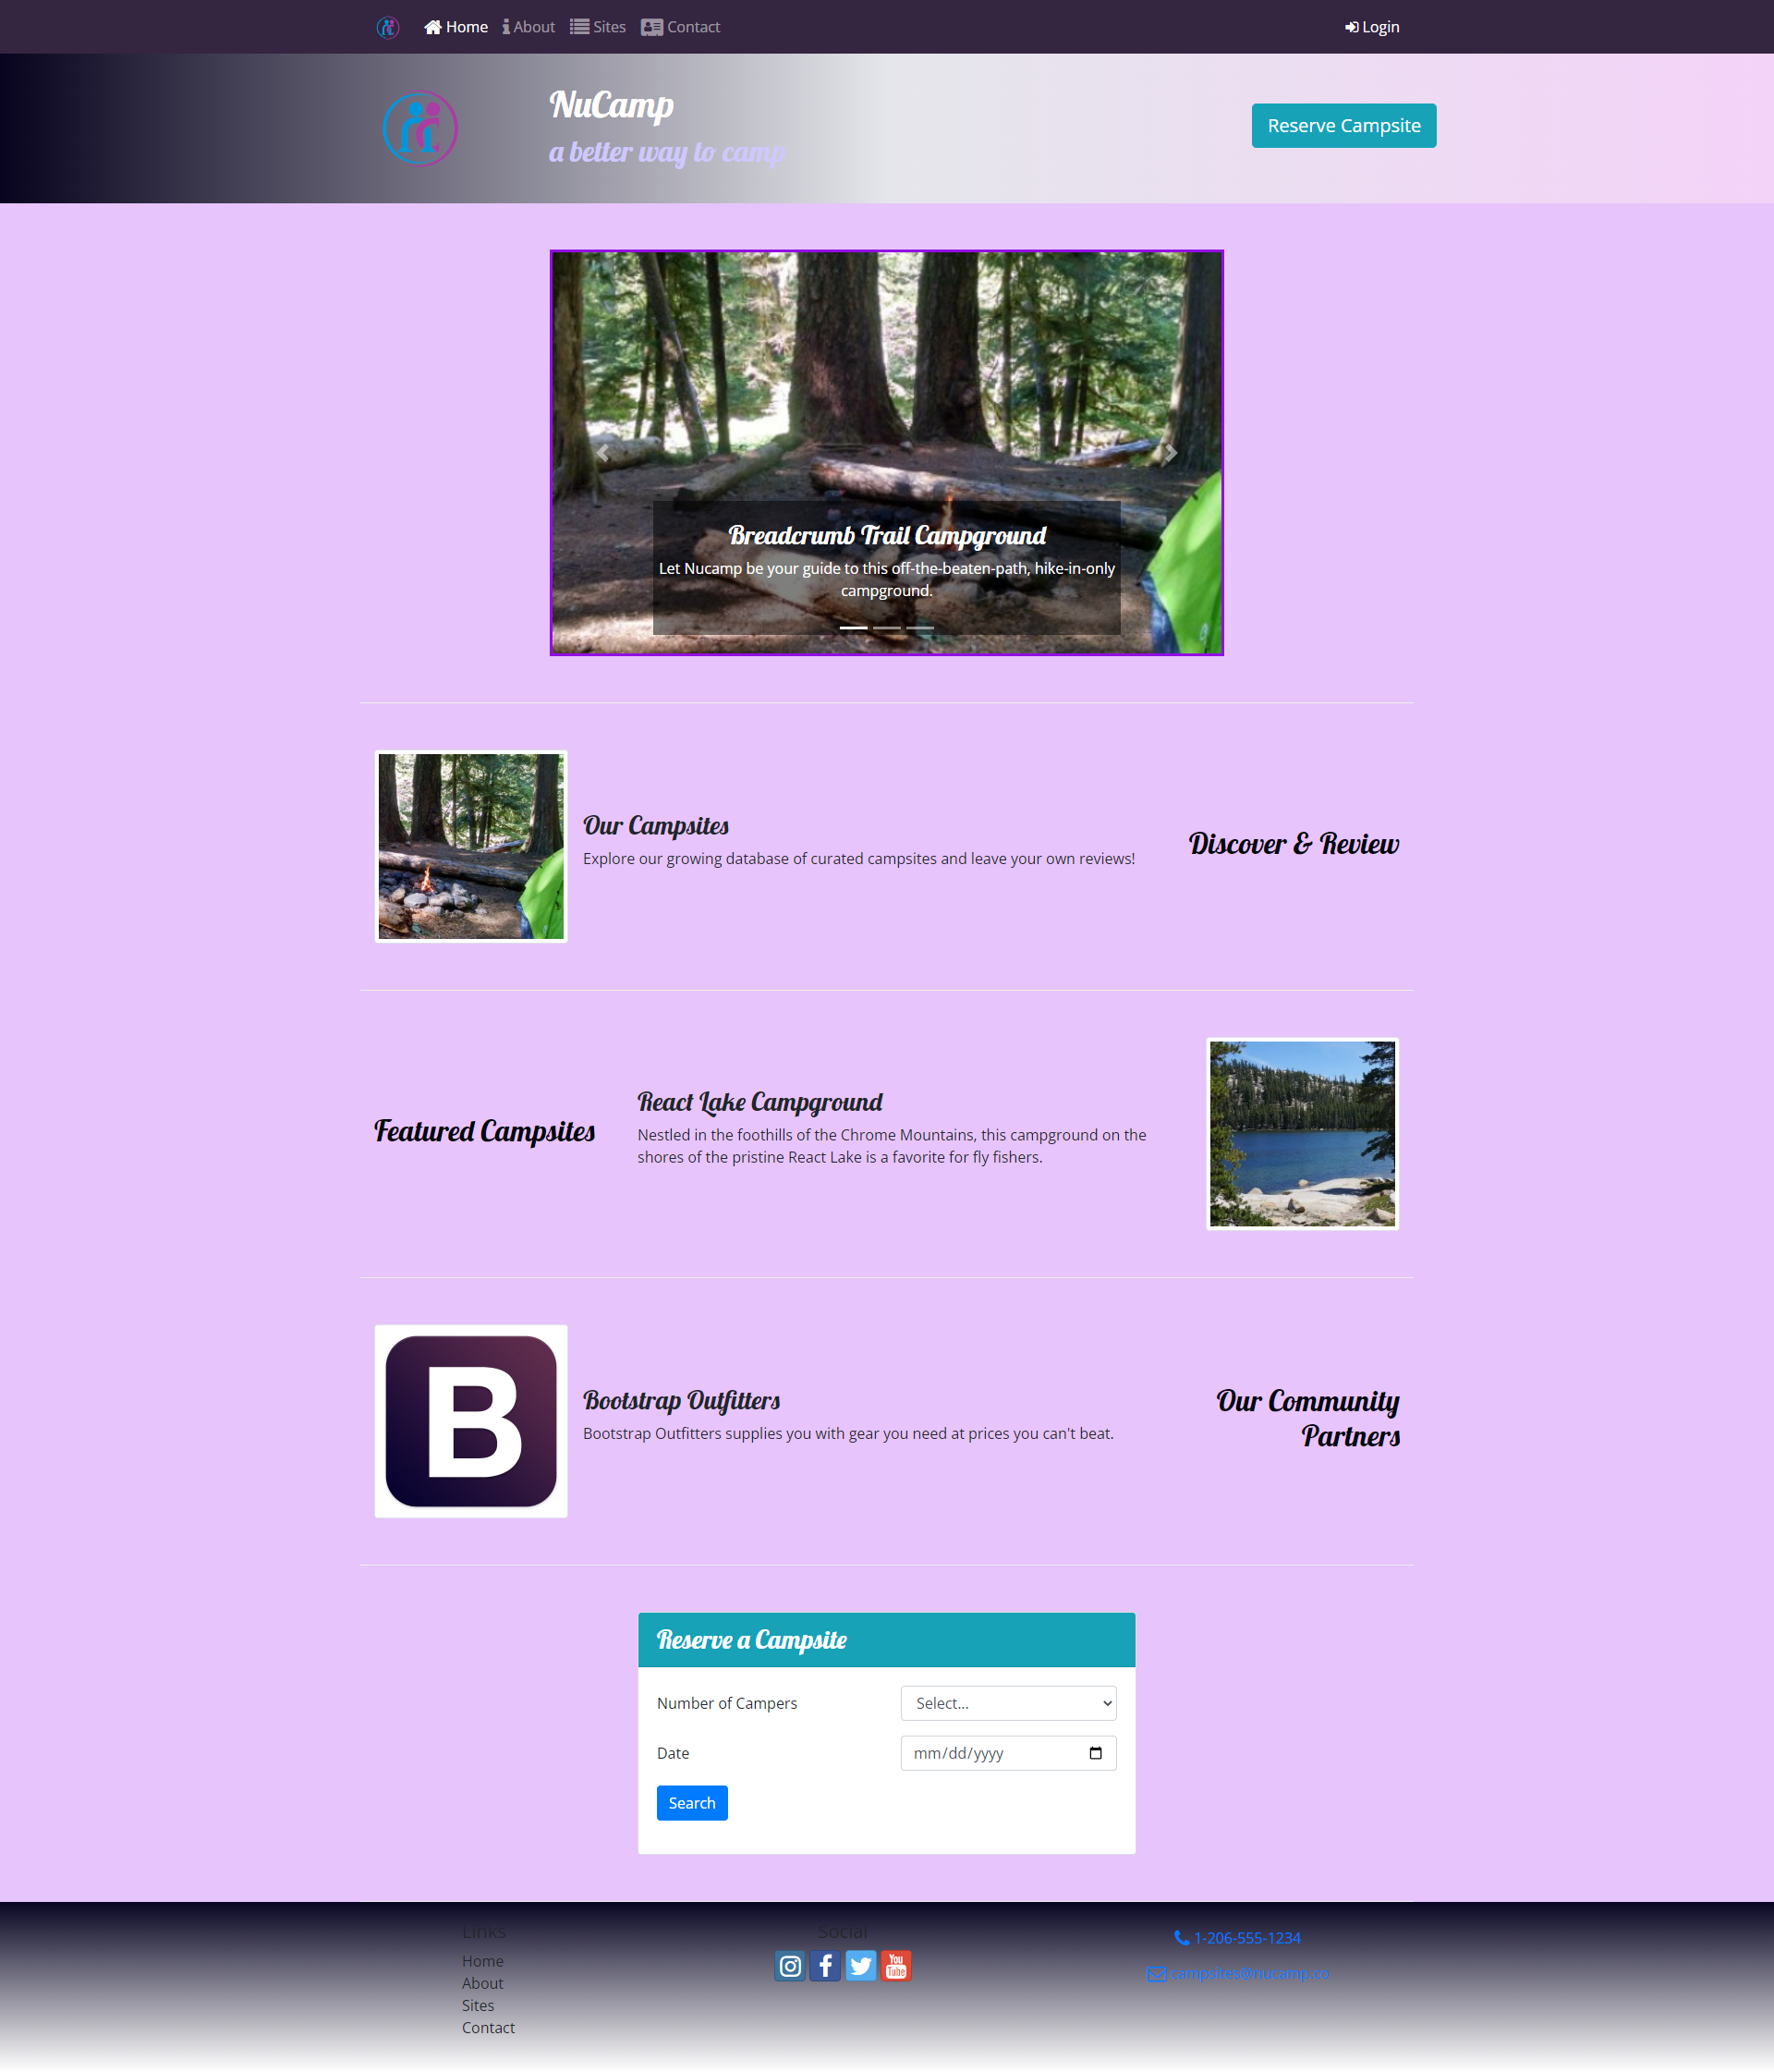 Home About Sites Contact Login
NuCamp
a better way to camp
Reserve Campsite
Breadcrumb Trail Campground
Let Nucamp be your guide to this off-the-beaten-path, hike-in-only
campground.
Our Campsites
Explore our growing database of curated campsites and leave your own reviews!
Discover & Review
Featured Campsites
React Lake Campground
Nestled in the foothills of the Chrome Mountains, this campground on the
shores of the pristine React Lake is a favorite for fly fishers.
B
Bootstrap Outfitters
Bootstrap Outfitters supplies you with gear you need at prices you can't beat.
Our Community
Partners
Reserve a Campsite
Number of Campers
Select...
Date
mm/dd/yyyy
Search
Links
Home
About
Sites
Contact
Social
You
Tube
1-206-555-1234
campsites@nucamp.co